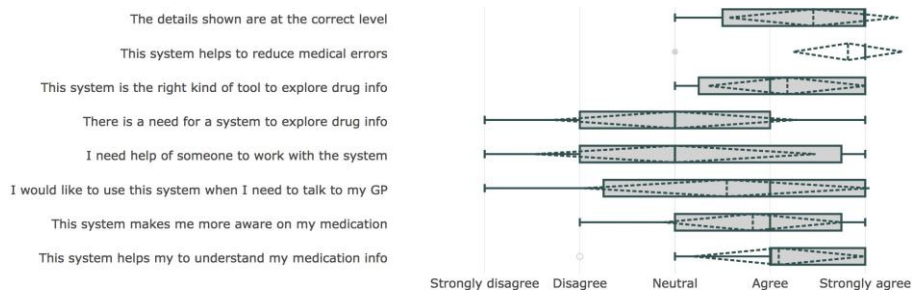 The details shown are at the correct level
This system helps to reduce medical errors
This system is the right kind of tool to explore drug info
There is a need for a system to explore drug info
I need help of someone to work with the system
I would like to use this system when I need to talk to my GP
This system makes me more aware on my medication
This system helps my to understand my medication info
Strongly disagree Disagree Neutral Agree Strongly agree